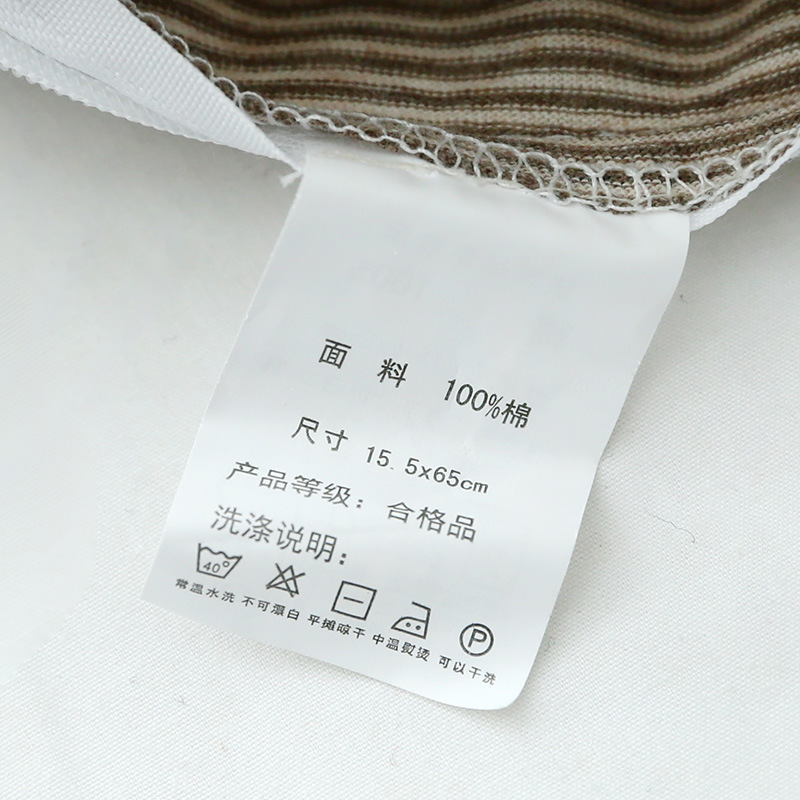 面 料 100%棉
尺寸 15.5x65cm
产品等级：合格品
洗涤说明：
40° P
常温水洗 不可漂白 平摊晾干 中温熨烫 可以干洗